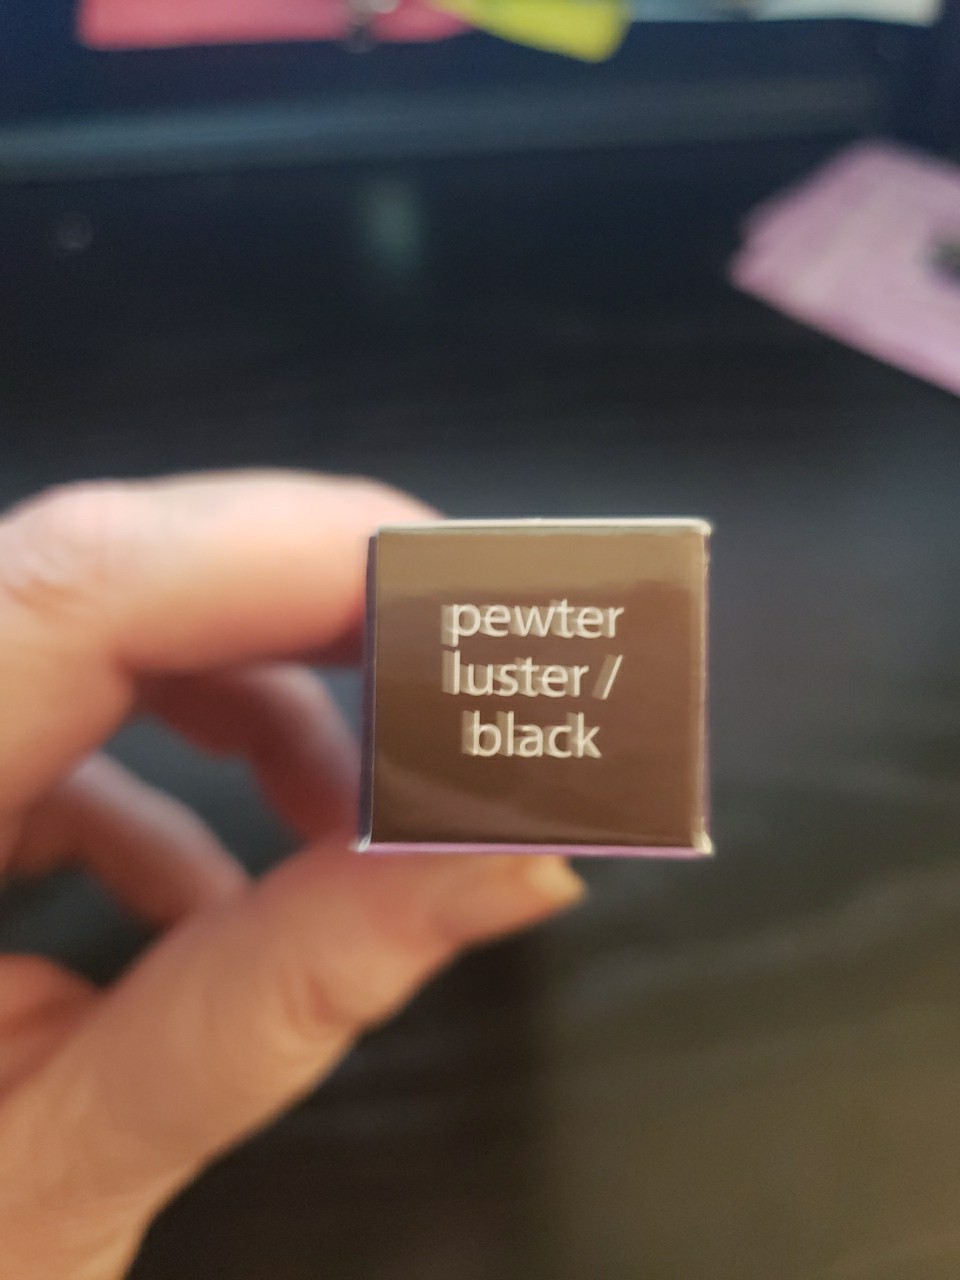 pewter
luster /
black